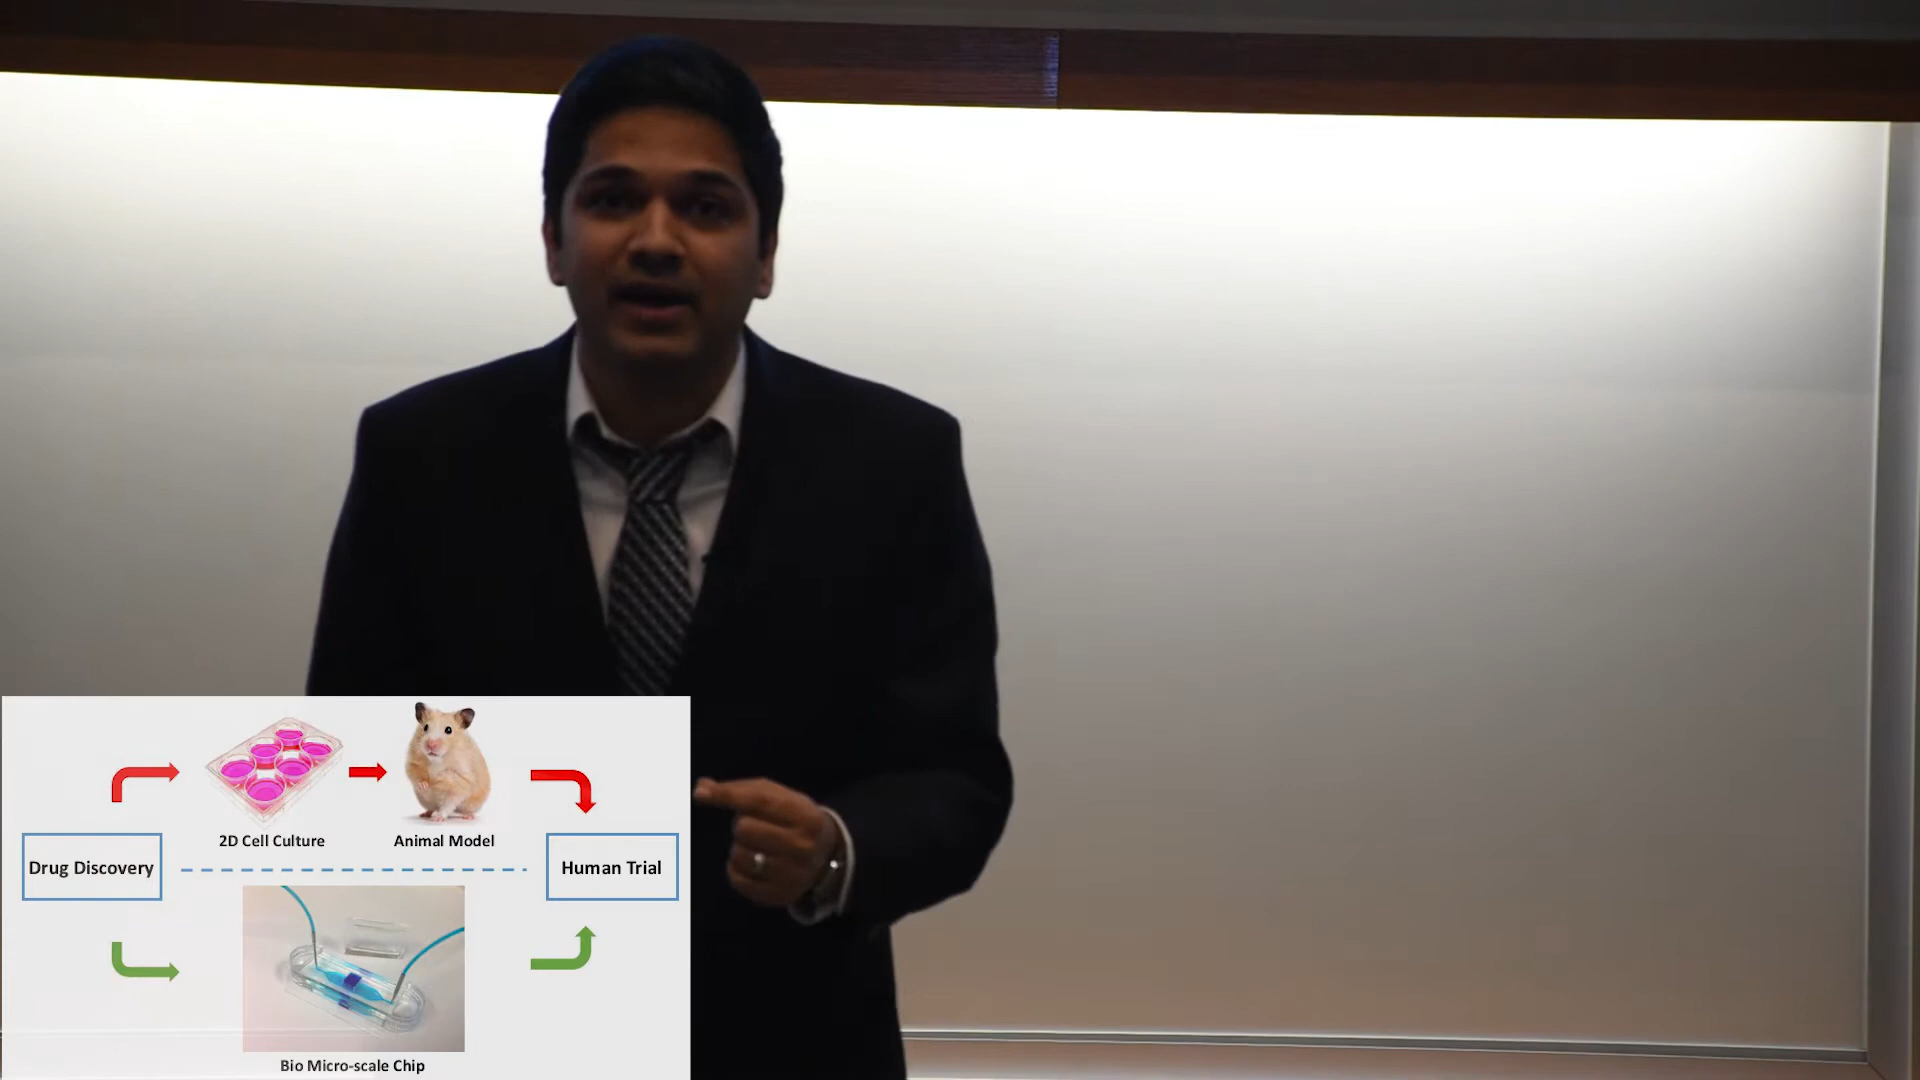 2D Cell Culture
Animal Model
Drug Discovery
Human Trial
Bio Micro-scale Chip